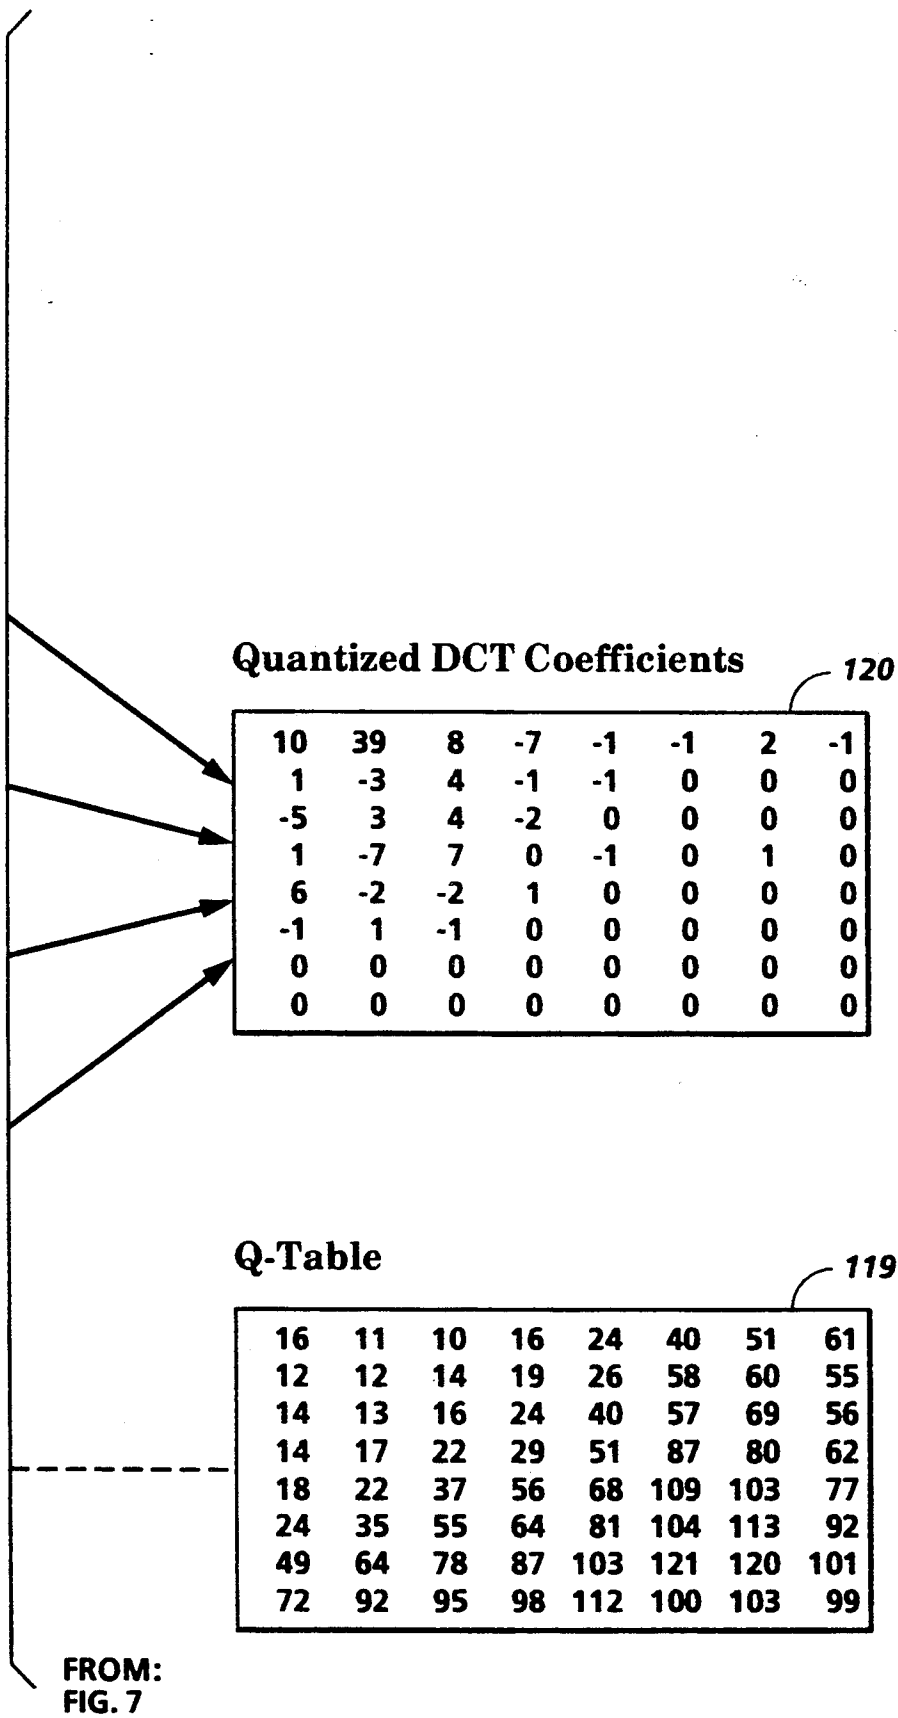 Quantized DCT Coefficients
120
10 39 8 -7 -1 -1 2 -1
1 -3 4 -1 -1 0 0 0
-5 3 4 -2 0 0 0 0
1 -7 7 0 -1 0 1 0
6 -2 -2 1 0 0 0 0
-1 1 -1 0 0 0 0 0
0 0 0 0 0 0 0 0
0 0 0 0 0 0 0 0
Q-Table
119
16 11 10 16 24 40 51 61
12 12 14 19 26 58 60 55
14 13 16 24 40 57 69 56
14 17 22 29 51 87 80 62
18 22 37 56 68 109 103 77
24 35 55 64 81 104 113 92
49 64 78 87 103 121 120 101
72 92 95 98 112 100 103 99
FROM:
FIG. 7